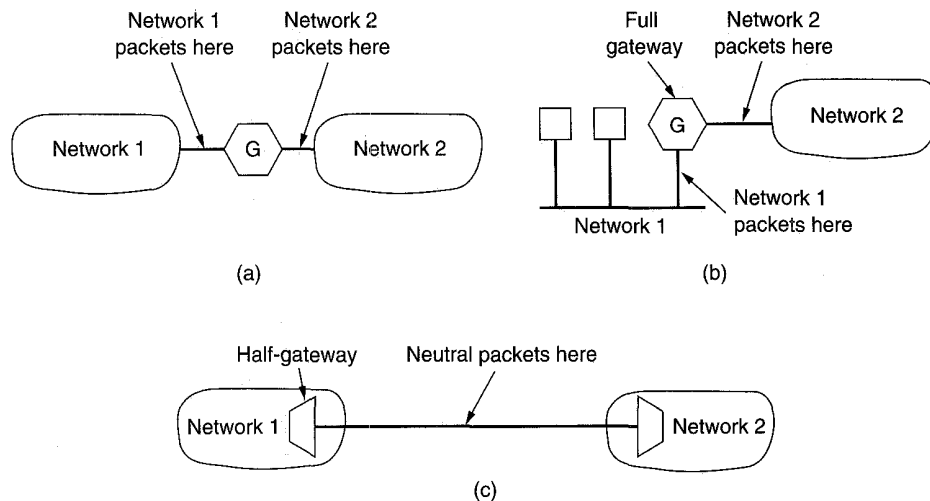 Network 1
packets here
Network 2
packets here
Network 1
G
Network 2
(a)
Full
gateway
Network 2
packets here
G
Network 2
Network 1
Network 1
packets here
(b)
Half-gateway
Neutral packets here
Network 1
Network 2
(c)